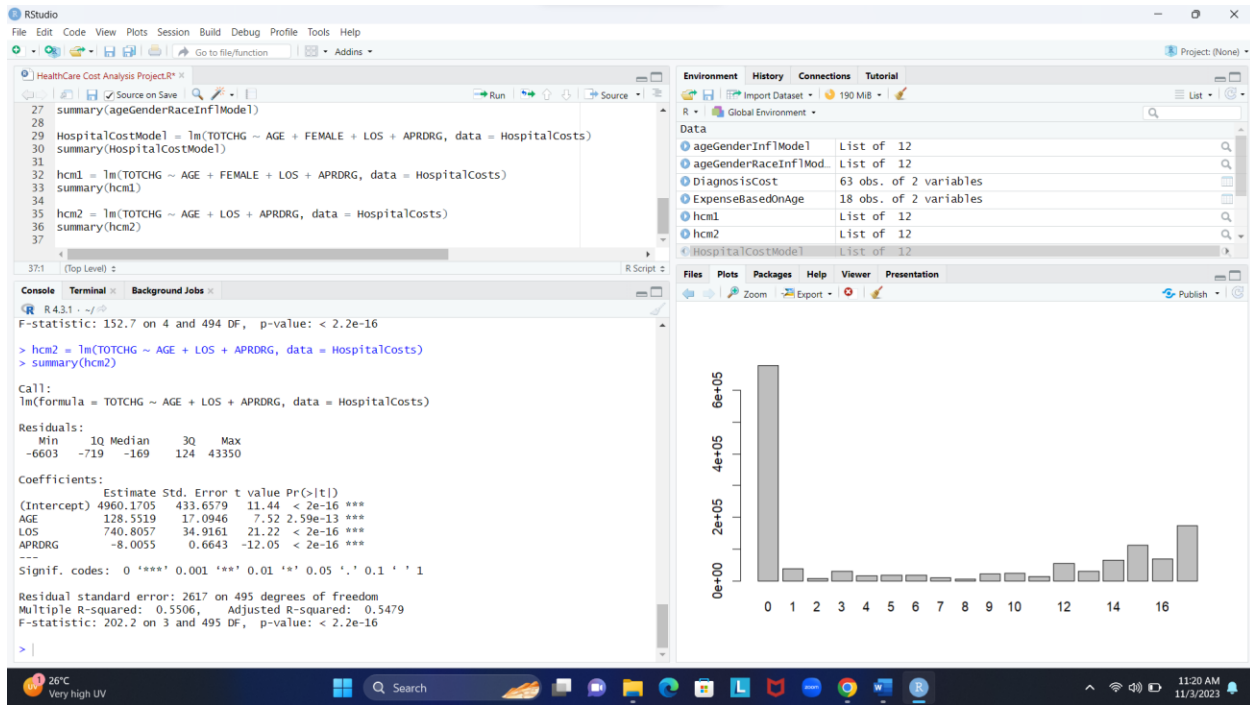 RStudio
File Edit Code View Plots Session Build Debug Profile Tools Help
Go to file/function Addins Project: (None)
HealthCare Cost Analysis Project.R*
Source on Save Run Source
27 summary(ageGenderRaceInflModel)
28
29 HospitalCostModel = lm(TOTCHG ~ AGE + FEMALE + LOS + APRDRG, data = HospitalCosts)
30 summary(HospitalCostModel)
31
32 hcm1 = lm(TOTCHG ~ AGE + FEMALE + LOS + APRDRG, data = HospitalCosts)
33 summary(hcm1)
34
35 hcm2 = lm(TOTCHG ~ AGE + LOS + APRDRG, data = HospitalCosts)
36 summary(hcm2)
37
37:1 (Top Level) R Script
Console Terminal Background Jobs
R 4.3.1 · ~/
F-statistic: 152.7 on 4 and 494 DF, p-value: < 2.2e-16
> hcm2 = lm(TOTCHG ~ AGE + LOS + APRDRG, data = HospitalCosts)
> summary(hcm2)
Call:
lm(formula = TOTCHG ~ AGE + LOS + APRDRG, data = HospitalCosts)
Residuals:
Min 1Q Median 3Q Max
-6603 -719 -169 124 43350
Coefficients:
Estimate Std. Error t value Pr(>|t|)
(Intercept) 4960.1705 433.6579 11.44 < 2e-16 ***
AGE 128.5519 17.0946 7.52 2.59e-13 ***
LOS 740.8057 34.9161 21.22 < 2e-16 ***
APRDRG -8.0055 0.6643 -12.05 < 2e-16 ***
---
Signif. codes: 0 ‘***’ 0.001 ‘**’ 0.01 ‘*’ 0.05 ‘.’ 0.1 ‘ ’ 1
Residual standard error: 2617 on 495 degrees of freedom
Multiple R-squared: 0.5506, Adjusted R-squared: 0.5479
F-statistic: 202.2 on 3 and 495 DF, p-value: < 2.2e-16
>
Environment History Connections Tutorial
Import Dataset 190 MiB List
R Global Environment
Data
ageGenderInflModel List of 12
ageGenderRaceInflMod… List of 12
DiagnosisCost 63 obs. of 2 variables
ExpenseBasedOnAge 18 obs. of 2 variables
hcm1 List of 12
hcm2 List of 12
HospitalCostModel List of 12
Files Plots Packages Help Viewer Presentation
Zoom Export Publish
6e+05
4e+05
2e+05
0e+00
0 1 2 3 4 5 6 7 8 9 10 12 14 16
26°C
Very high UV
Search
zoom
11:20 AM
11/3/2023